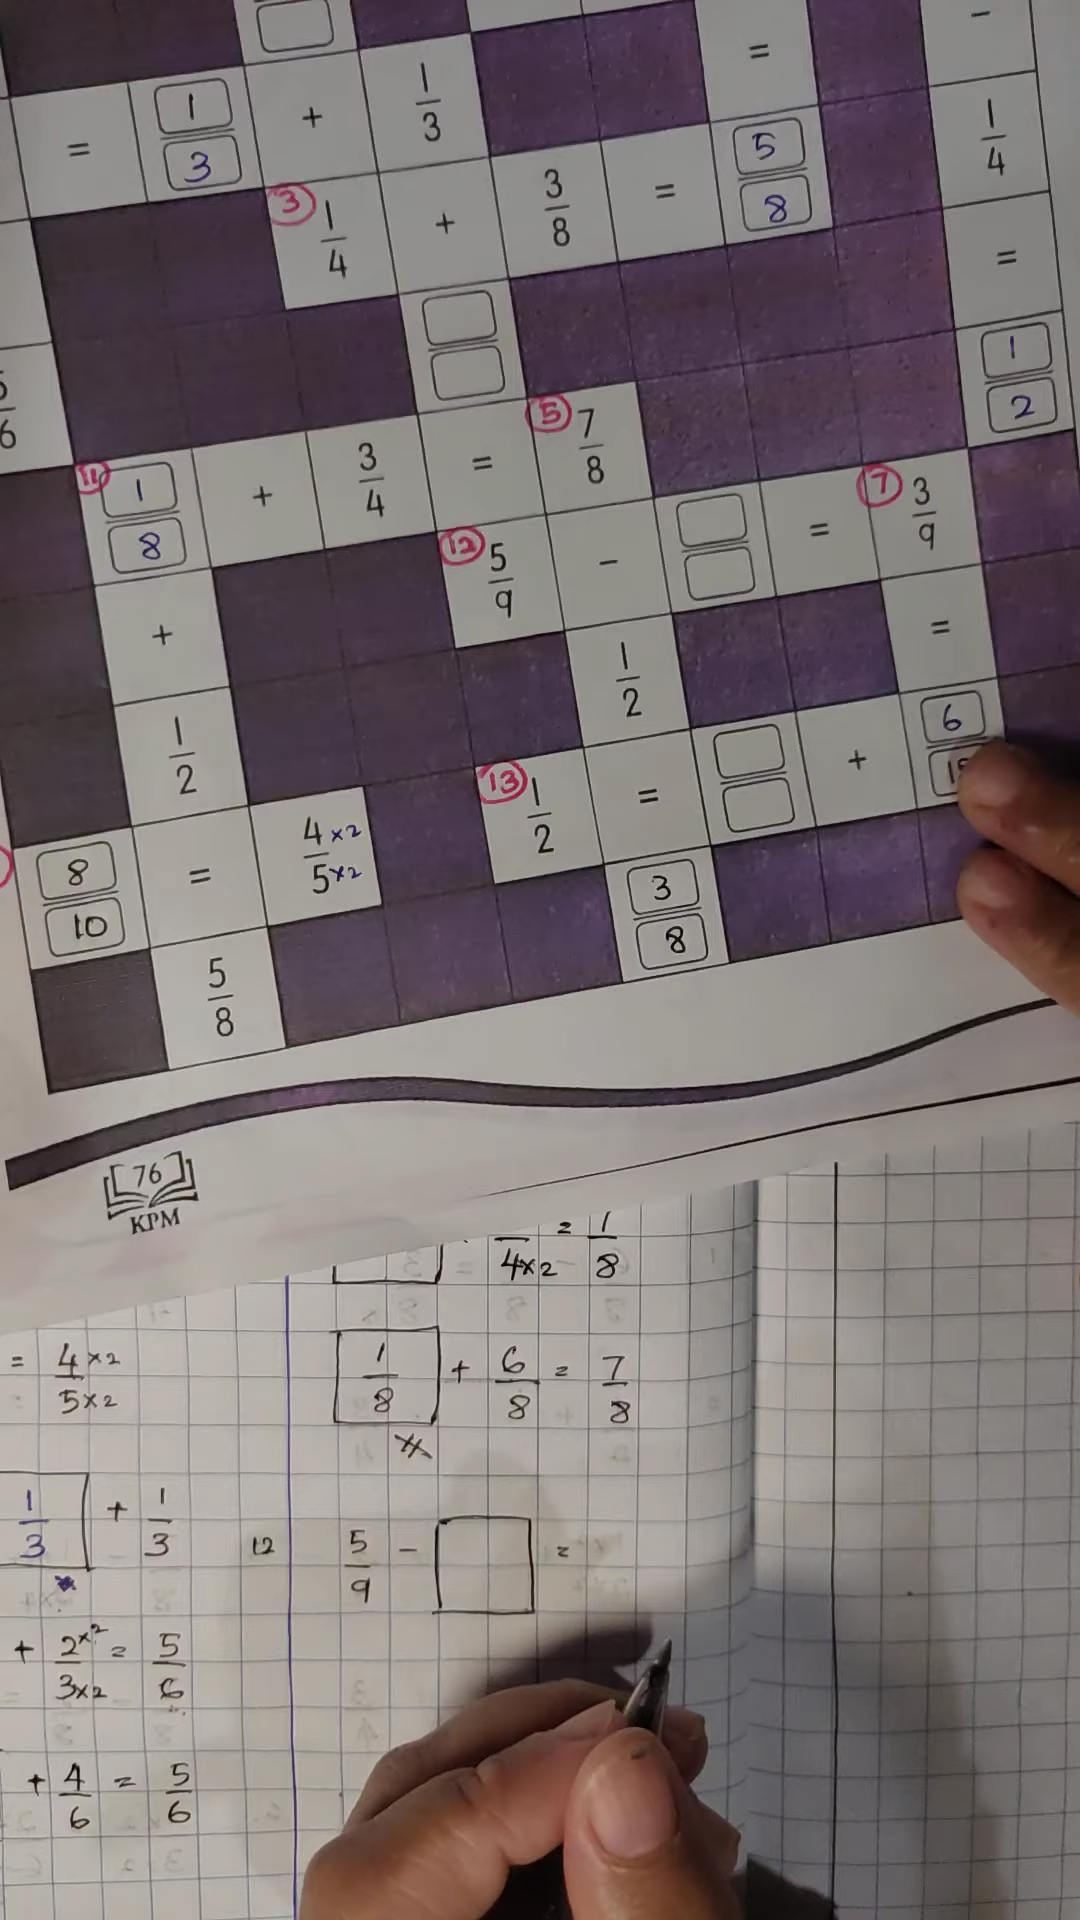 -
=
= 1/3 + 1/3
5/8
1/4
③ 1/4 + 3/8 =
=
1/2
6
⑪ 1/8 + 3/4 = ⑤ 7/8
+
⑫ 5/9 - = ⑦ 3/9
=
1/2
1/2
⑬ 1/2 = + 6
8/10 = 4×2/5×2
3/8
5/8
76
KPM
4×2 = 1/8
= 4×2/5×2
1/8 + 6/8 = 7/8
1/3 + 1/3
12 5/9 - =
+ 2×2/3×2 = 5/6
+ 4/6 = 5/6